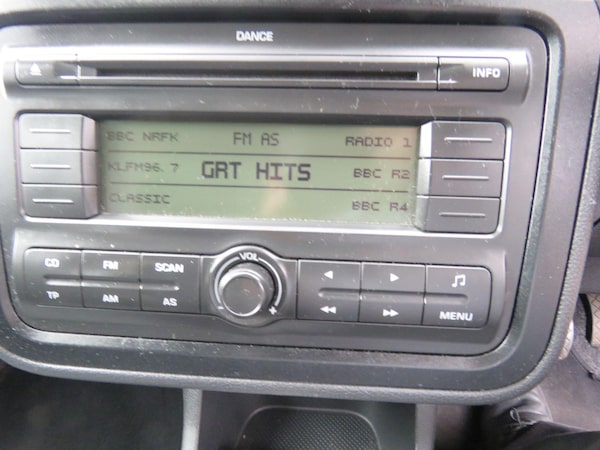 DANCE
INFO
BBC NRFK FM AS RADIO 1
KLFM96.7 GRT HITS BBC R2
CLASSIC BBC R4
CD FM SCAN VOL
TP AM AS - + MENU